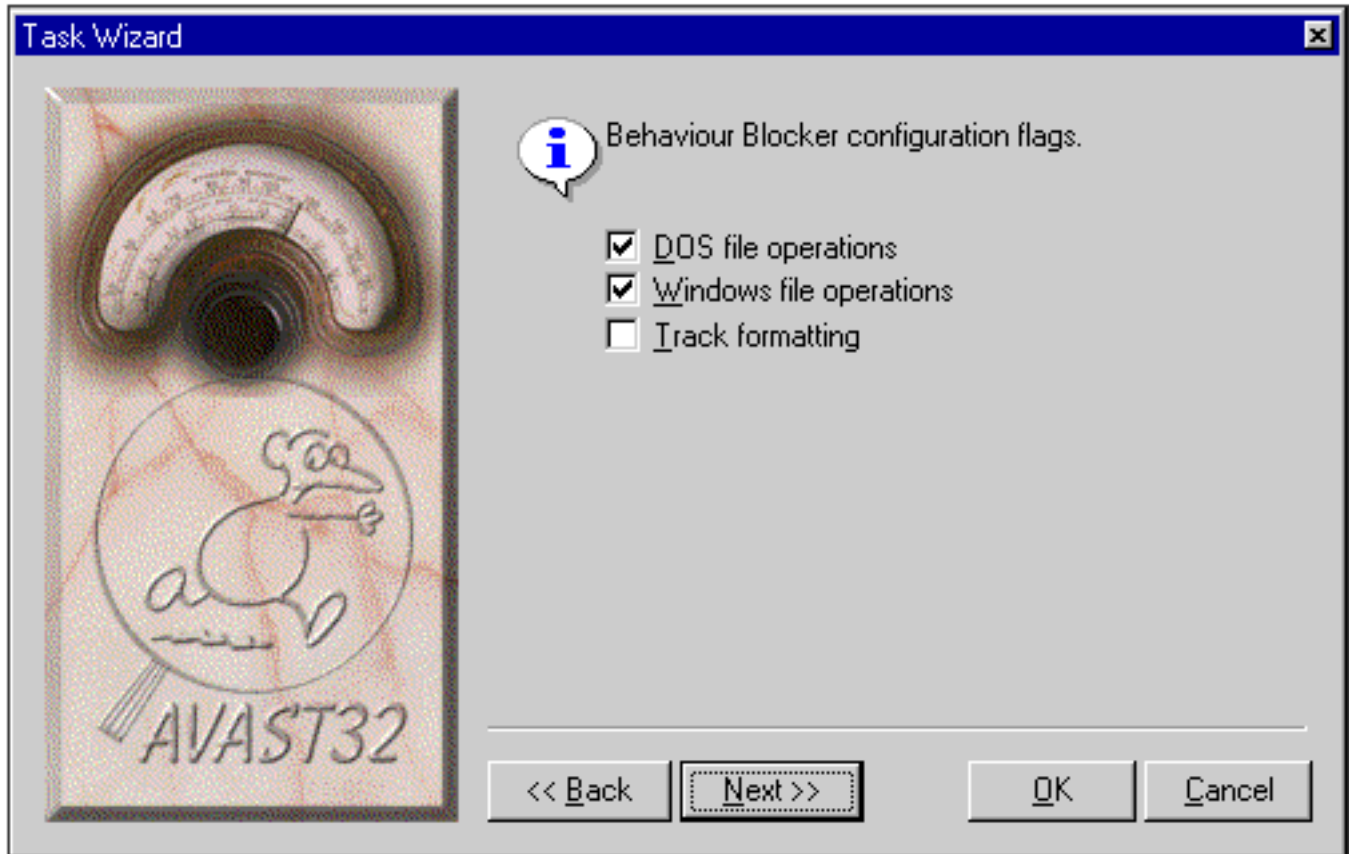 Task Wizard
Behaviour Blocker configuration flags.
DOS file operations
Windows file operations
Track formatting
AVAST32
<< Back
Next >>
OK
Cancel